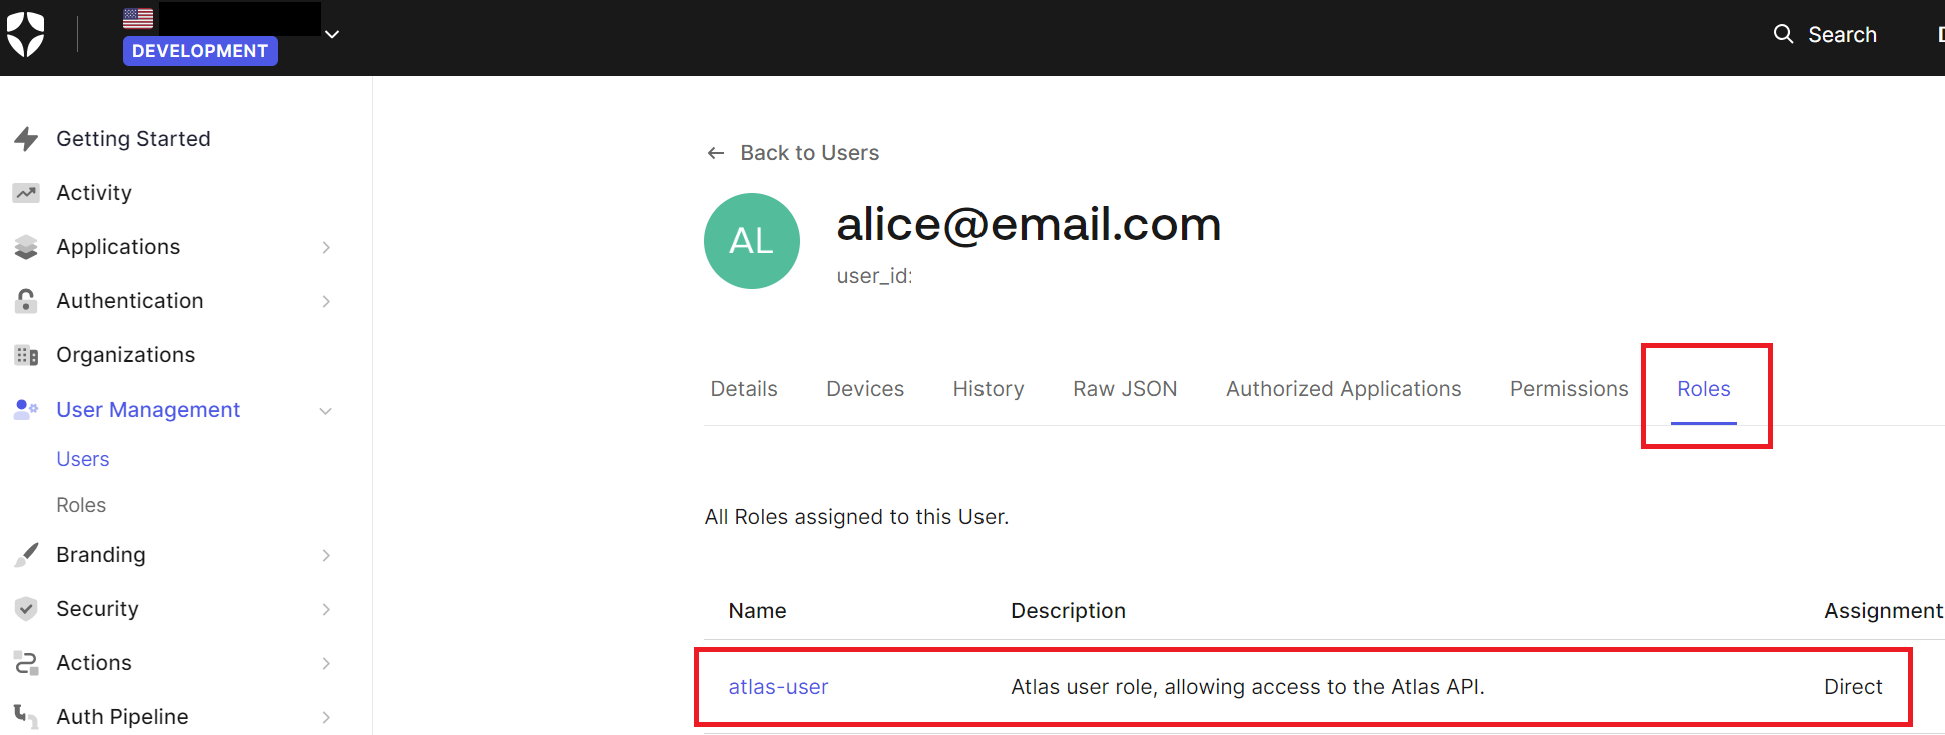 DEVELOPMENT
Search
Getting Started
Activity
Applications
Authentication
Organizations
User Management
Users
Roles
Branding
Security
Actions
Auth Pipeline
Back to Users
AL
alice@email.com
user_id:
Details Devices History Raw JSON Authorized Applications Permissions Roles
All Roles assigned to this User.
Name Description Assignment
atlas-user Atlas user role, allowing access to the Atlas API. Direct